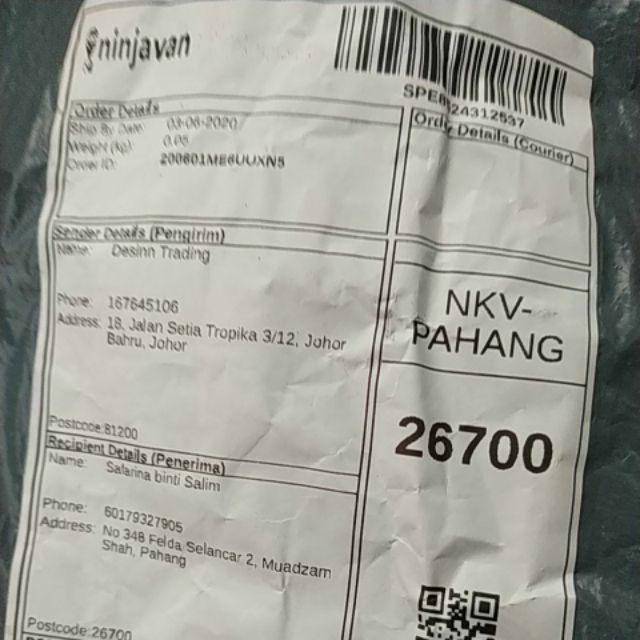 ninjavan
Order Details
Ship By Date: 03-06-2020
Weight (kg): 0.05
Order ID: 200601ME6UUXN5
Order Details (Courier)
Sender Details (Pengirim)
Name: Desinn Trading
Phone: 167645106
Address: 18, Jalan Setia Tropika 3/12, Johor
Bahru, Johor
Postcode:81200
NKV-
PAHANG
26700
Recipient Details (Penerima)
Name: Safarina binti Salim
Phone: 60179327905
Address: No 348 Felda Selancar 2, Muadzam
Shah, Pahang
Postcode:26700